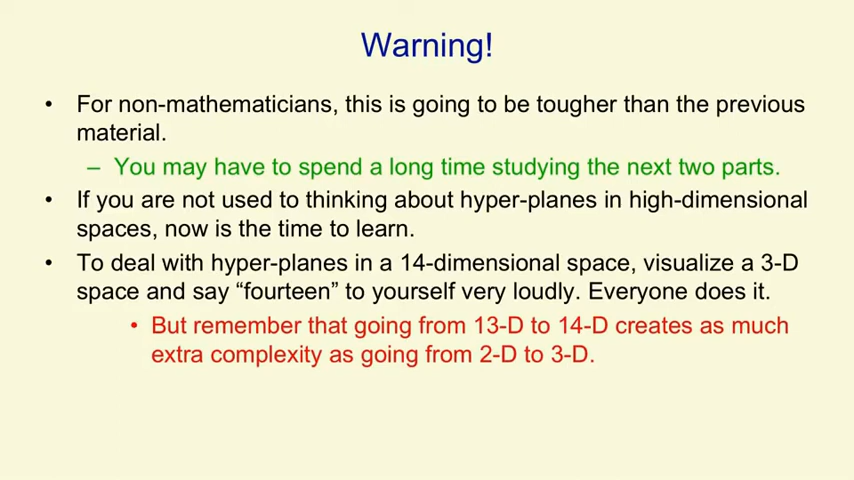 Warning!
• For non-mathematicians, this is going to be tougher than the previous
material.
– You may have to spend a long time studying the next two parts.
• If you are not used to thinking about hyper-planes in high-dimensional
spaces, now is the time to learn.
• To deal with hyper-planes in a 14-dimensional space, visualize a 3-D
space and say “fourteen” to yourself very loudly. Everyone does it.
• But remember that going from 13-D to 14-D creates as much
extra complexity as going from 2-D to 3-D.